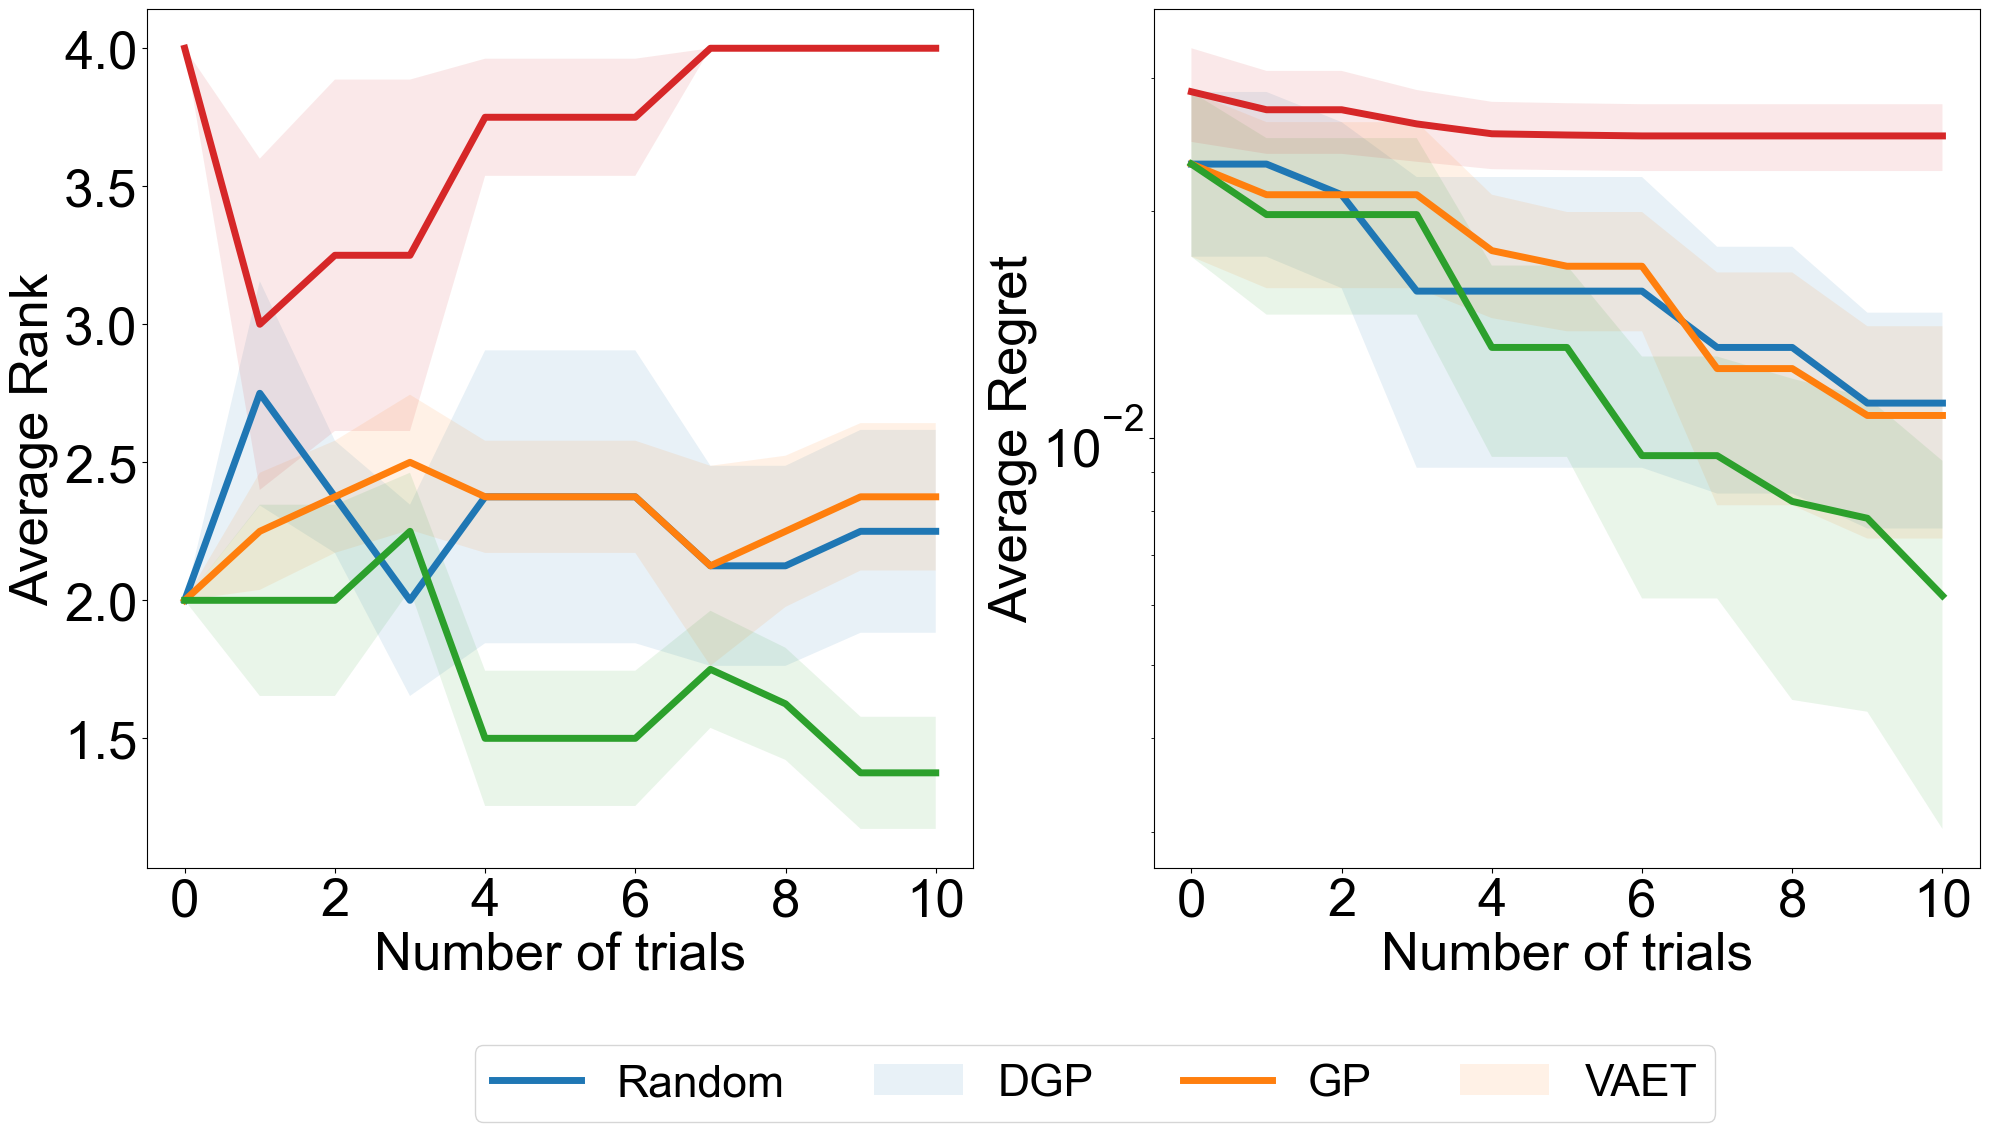 4.0
3.5
3.0
2.5
2.0
1.5
Average Rank
0 2 4 6 8 10
Number of trials
10⁻²
Average Regret
0 2 4 6 8 10
Number of trials
Random DGP GP VAET